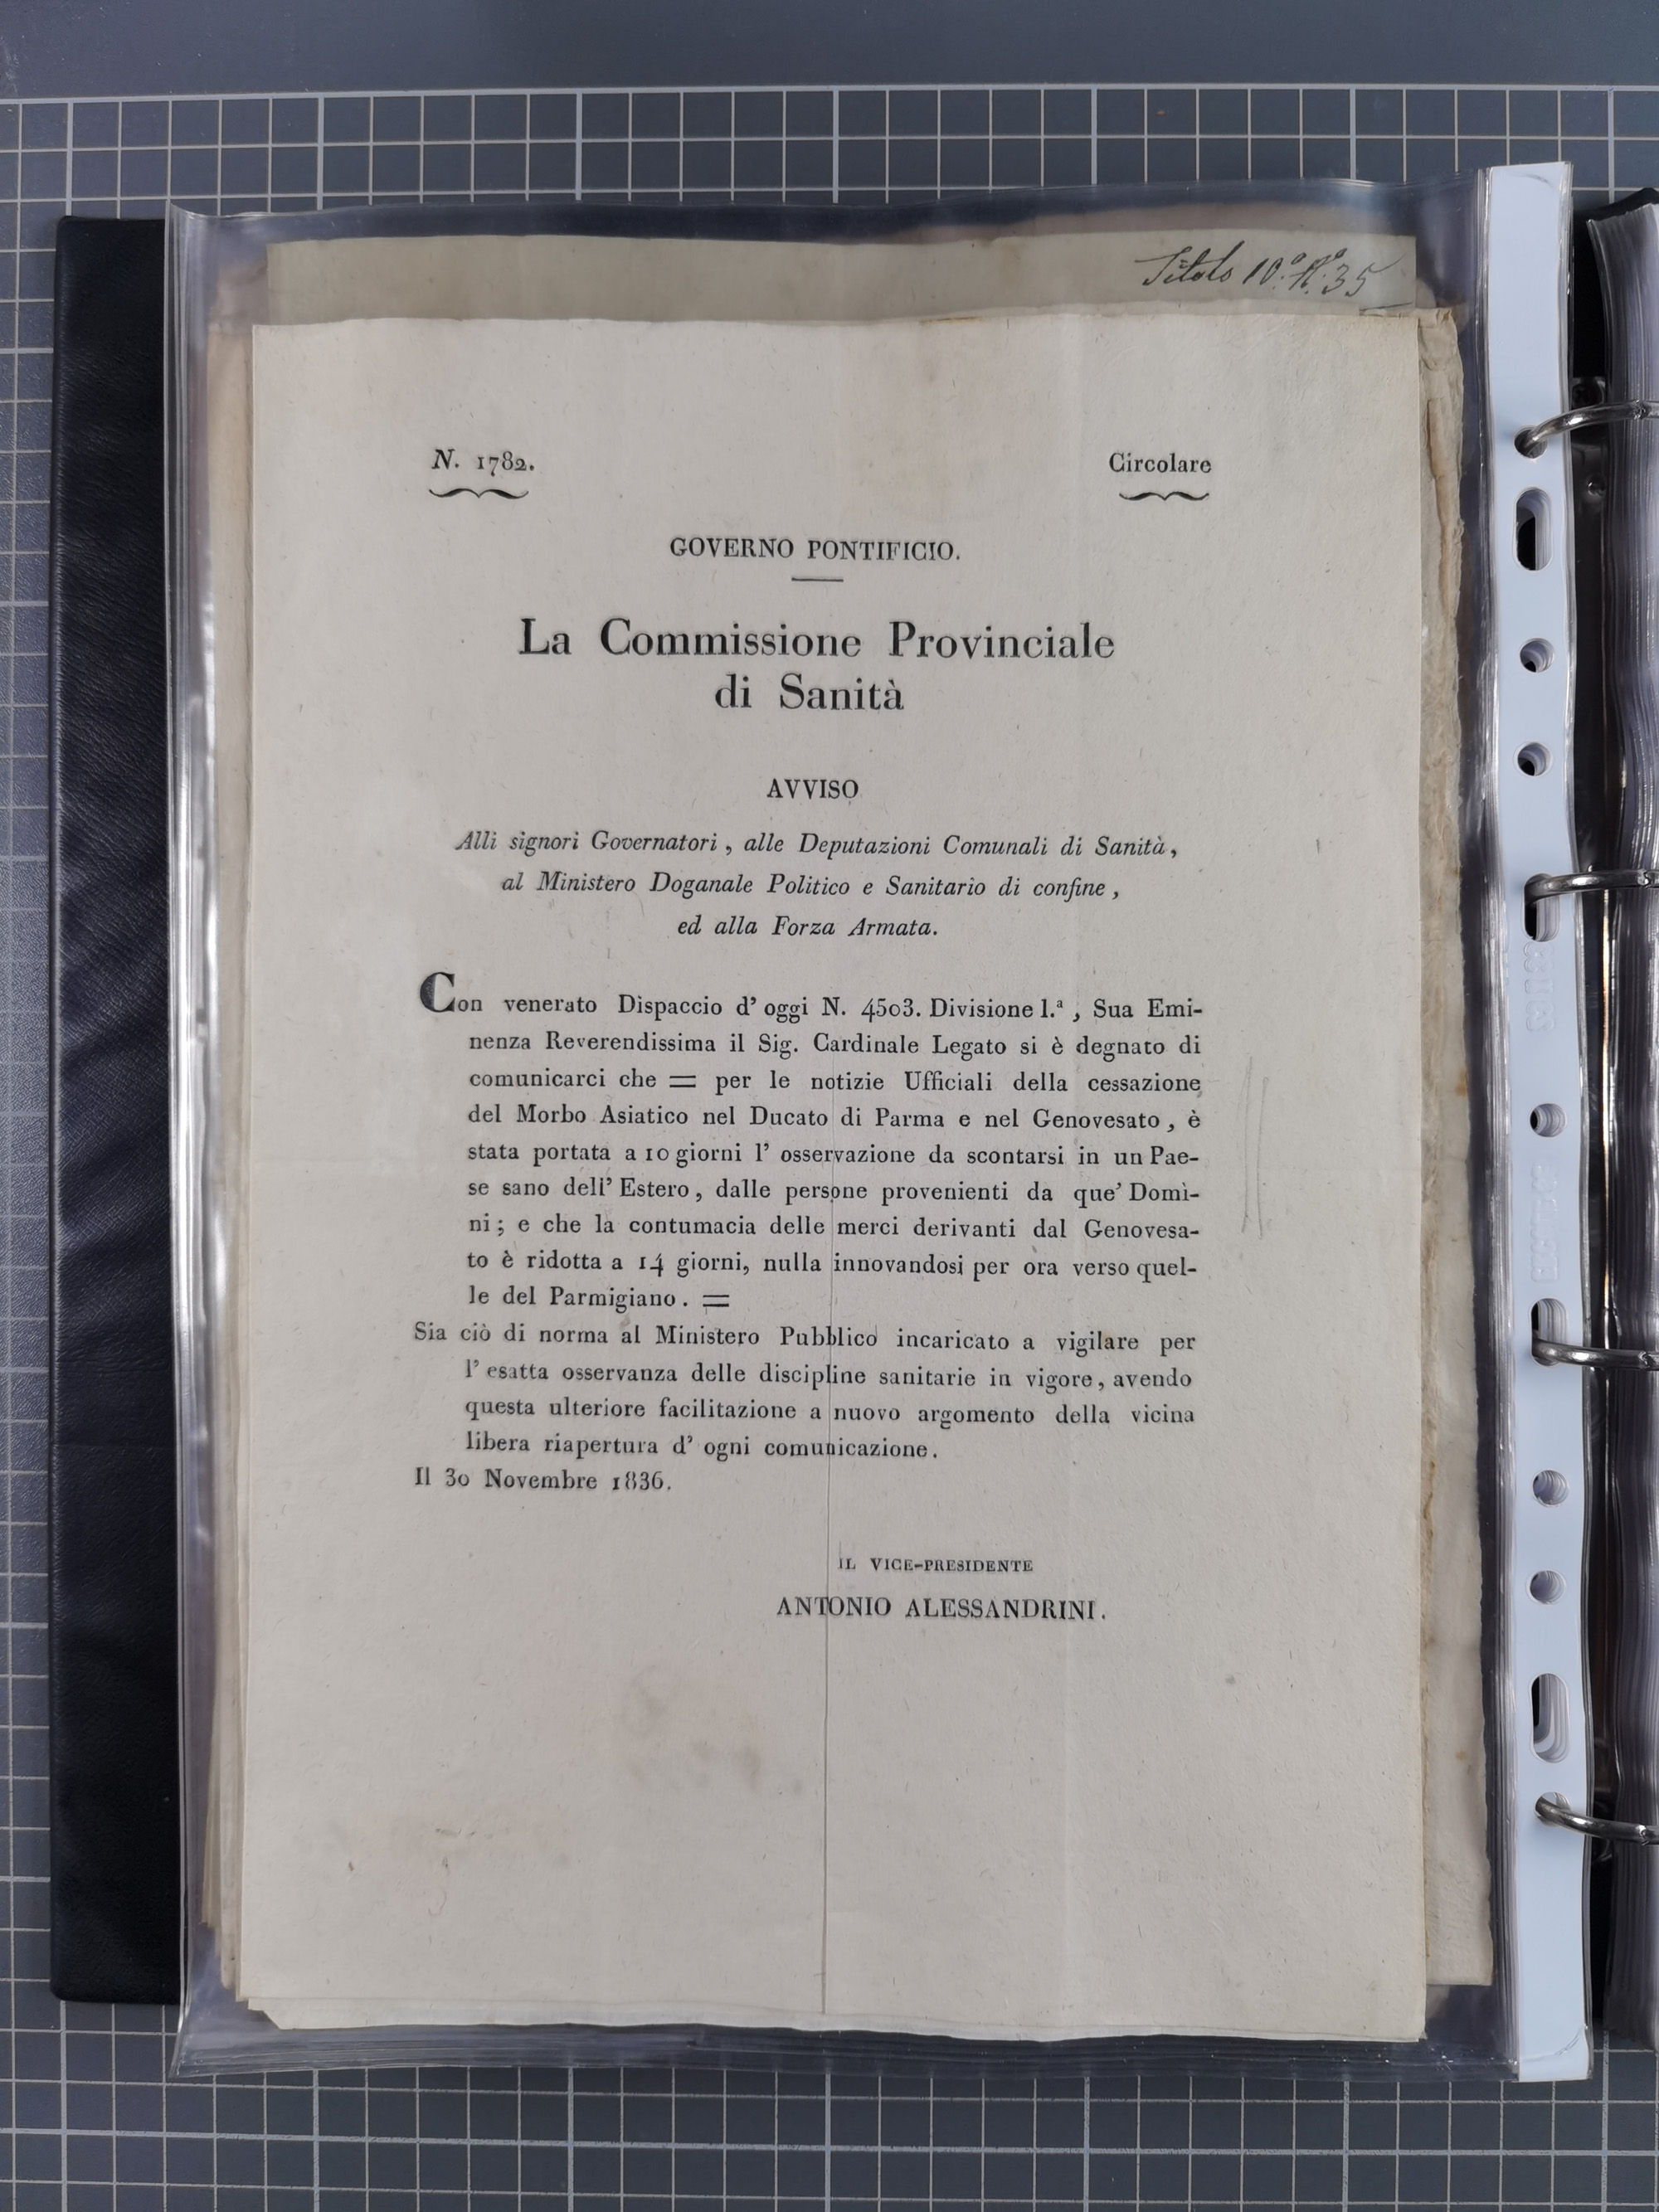 Titolo 10.° N.° 35
N. 1782.
Circolare
GOVERNO PONTIFICIO.
La Commissione Provinciale
di Sanità
AVVISO
Alli signori Governatori, alle Deputazioni Comunali di Sanità,
al Ministero Doganale Politico e Sanitario di confine,
ed alla Forza Armata.
Con venerato Dispaccio d' oggi N. 4503. Divisione I.ª, Sua Emi-
nenza Reverendissima il Sig. Cardinale Legato si è degnato di
comunicarci che = per le notizie Ufficiali della cessazione
del Morbo Asiatico nel Ducato di Parma e nel Genovesato, è
stata portata a 10 giorni l' osservazione da scontarsi in un Pae-
se sano dell' Estero, dalle persone provenienti da que' Domi-
ni; e che la contumacia delle merci derivanti dal Genovesa-
to è ridotta a 14 giorni, nulla innovandosi per ora verso quel-
le del Parmigiano. =
Sia ciò di norma al Ministero Pubblico incaricato a vigilare per
l' esatta osservanza delle discipline sanitarie in vigore, avendo
questa ulteriore facilitazione a nuovo argomento della vicina
libera riapertura d' ogni comunicazione.
Il 30 Novembre 1836.
IL VICE-PRESIDENTE
ANTONIO ALESSANDRINI.